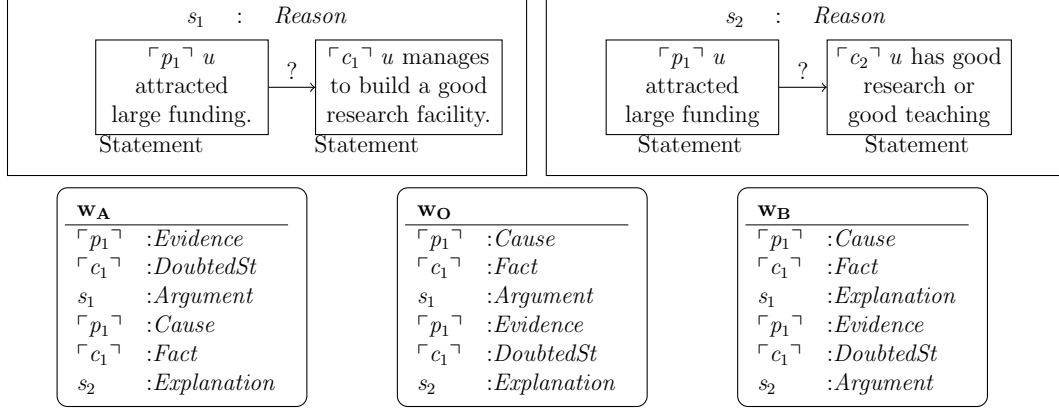 s₁ : Reason
⌜p₁⌝ u
attracted
large funding.
Statement
?
⌜c₁⌝ u manages
to build a good
research facility.
Statement
s₂ : Reason
⌜p₁⌝ u
attracted
large funding
Statement
?
⌜c₂⌝ u has good
research or
good teaching
Statement
w_A
⌜p₁⌝ :Evidence
⌜c₁⌝ :DoubtedSt
s₁ :Argument
⌜p₁⌝ :Cause
⌜c₁⌝ :Fact
s₂ :Explanation
w_O
⌜p₁⌝ :Cause
⌜c₁⌝ :Fact
s₁ :Argument
⌜p₁⌝ :Evidence
⌜c₁⌝ :DoubtedSt
s₂ :Explanation
w_B
⌜p₁⌝ :Cause
⌜c₁⌝ :Fact
s₁ :Explanation
⌜p₁⌝ :Evidence
⌜c₁⌝ :DoubtedSt
s₂ :Argument